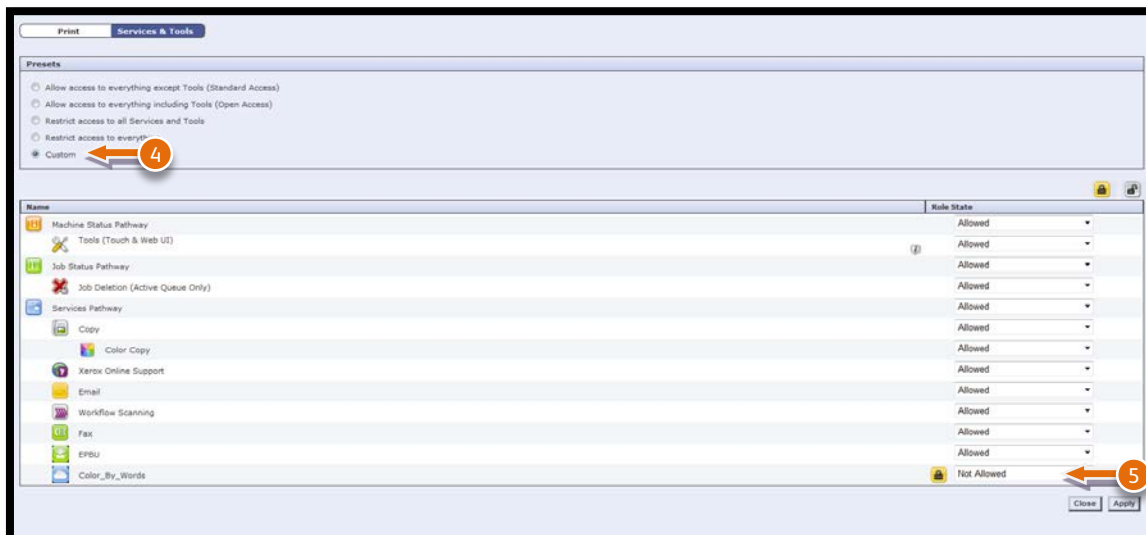 Print Services & Tools
Presets
Allow access to everything except Tools (Standard Access)
Allow access to everything including Tools (Open Access)
Restrict access to all Services and Tools
Restrict access to
Custom 4
Name Role State
Machine Status Pathway Allowed
Tools (Touch & Web UI) Allowed
Job Status Pathway Allowed
Job Deletion (Active Queue Only) Allowed
Services Pathway Allowed
Copy Allowed
Color Copy Allowed
Xerox Online Support Allowed
Email Allowed
Workflow Scanning Allowed
Fax Allowed
EPBU Allowed
Color_By_Words Not Allowed 5
Close Apply